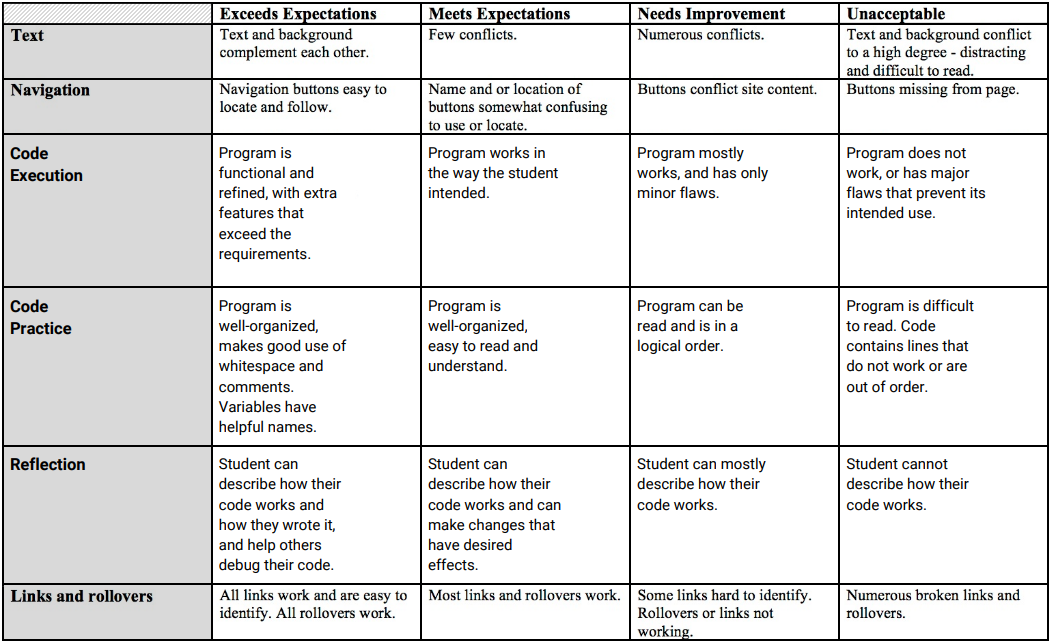 Exceeds Expectations
Meets Expectations
Needs Improvement
Unacceptable
Text
Text and background
complement each other.
Few conflicts.
Numerous conflicts.
Text and background conflict
to a high degree - distracting
and difficult to read.
Navigation
Navigation buttons easy to
locate and follow.
Name and or location of
buttons somewhat confusing
to use or locate.
Buttons conflict site content.
Buttons missing from page.
Code
Execution
Program is
functional and
refined, with extra
features that
exceed the
requirements.
Program works in
the way the student
intended.
Program mostly
works, and has only
minor flaws.
Program does not
work, or has major
flaws that prevent its
intended use.
Code
Practice
Program is
well-organized,
makes good use of
whitespace and
comments.
Variables have
helpful names.
Program is
well-organized,
easy to read and
understand.
Program can be
read and is in a
logical order.
Program is difficult
to read. Code
contains lines that
do not work or are
out of order.
Reflection
Student can
describe how their
code works and
how they wrote it,
and help others
debug their code.
Student can
describe how their
code works and can
make changes that
have desired
effects.
Student can mostly
describe how their
code works.
Student cannot
describe how their
code works.
Links and rollovers
All links work and are easy to
identify. All rollovers work.
Most links and rollovers work.
Some links hard to identify.
Rollovers or links not
working.
Numerous broken links and
rollovers.